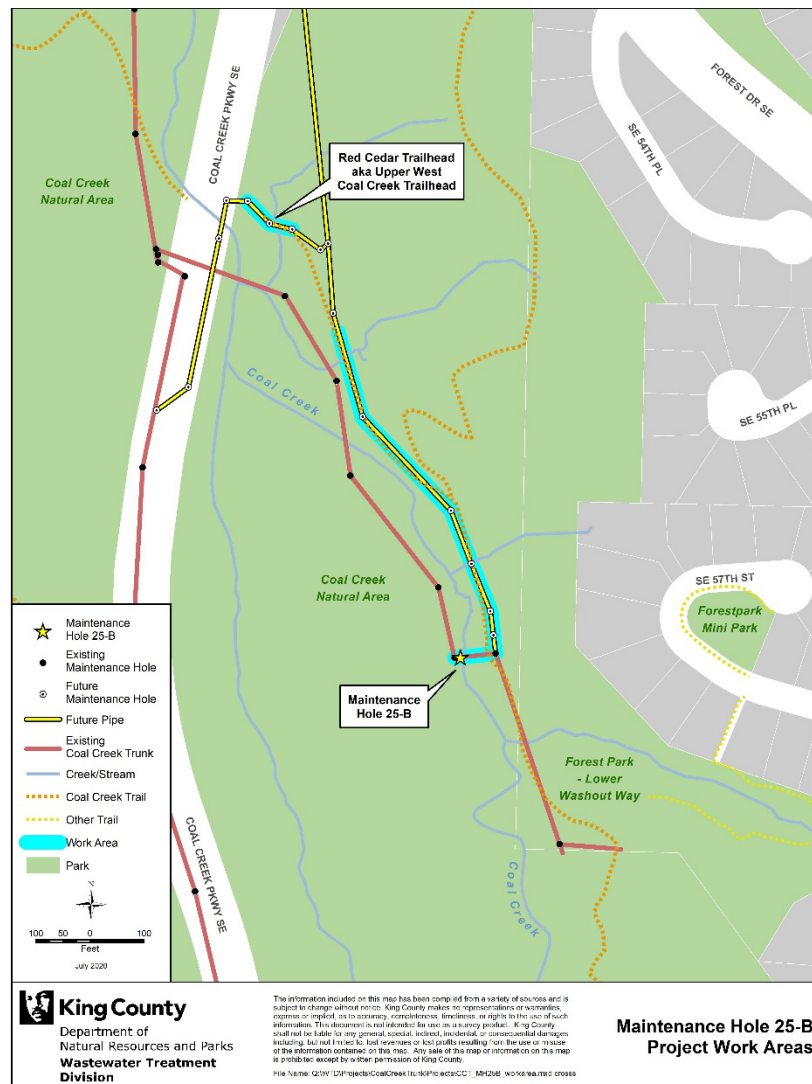 FOREST DR SE
SE 54TH PL
COAL CREEK PKWY SE
Red Cedar Trailhead
aka Upper West
Coal Creek Trailhead
Coal Creek
Natural Area
Coal Creek
SE 55TH PL
SE 57TH ST
Coal Creek
Natural Area
Forestpark
Mini Park
Maintenance
Hole 25-B
Forest Park
- Lower
Washout Way
COAL CREEK PKWY SE
Coal Creek
Maintenance
Hole 25-B
Existing
Maintenance Hole
Future
Maintenance Hole
Future Pipe
Existing
Coal Creek Trunk
Creek/Stream
Coal Creek Trail
Other Trail
Work Area
Park
N
100 50 0 100
Feet
July 2020
King County
Department of
Natural Resources and Parks
Wastewater Treatment
Division
The information included on this map has been compiled from a variety of sources and is
subject to change without notice. King County makes no representations or warranties,
express or implied, as to accuracy, completeness, timeliness, or rights to the use of such
information. This document is not intended for use as a survey product. King County
shall not be liable for any general, special, indirect, incidental, or consequential damages
including, but not limited to, lost revenues or lost profits resulting from the use or misuse
of the information contained on this map. Any sale of this map or information on this map
is prohibited except by written permission of King County.
File Name:
Maintenance Hole 25-B
Project Work Areas